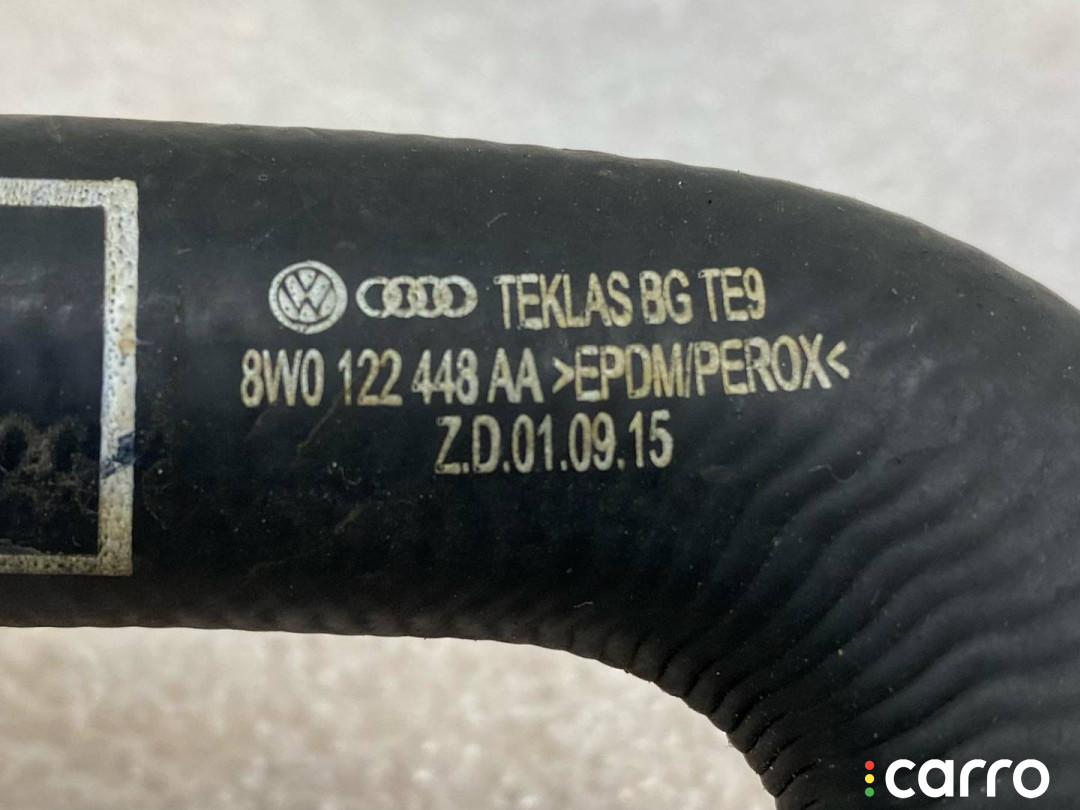 TEKLAS BG TE9
8W0 122 448 AA >EPDM/PEROX<
Z.D.01.09.15
carro